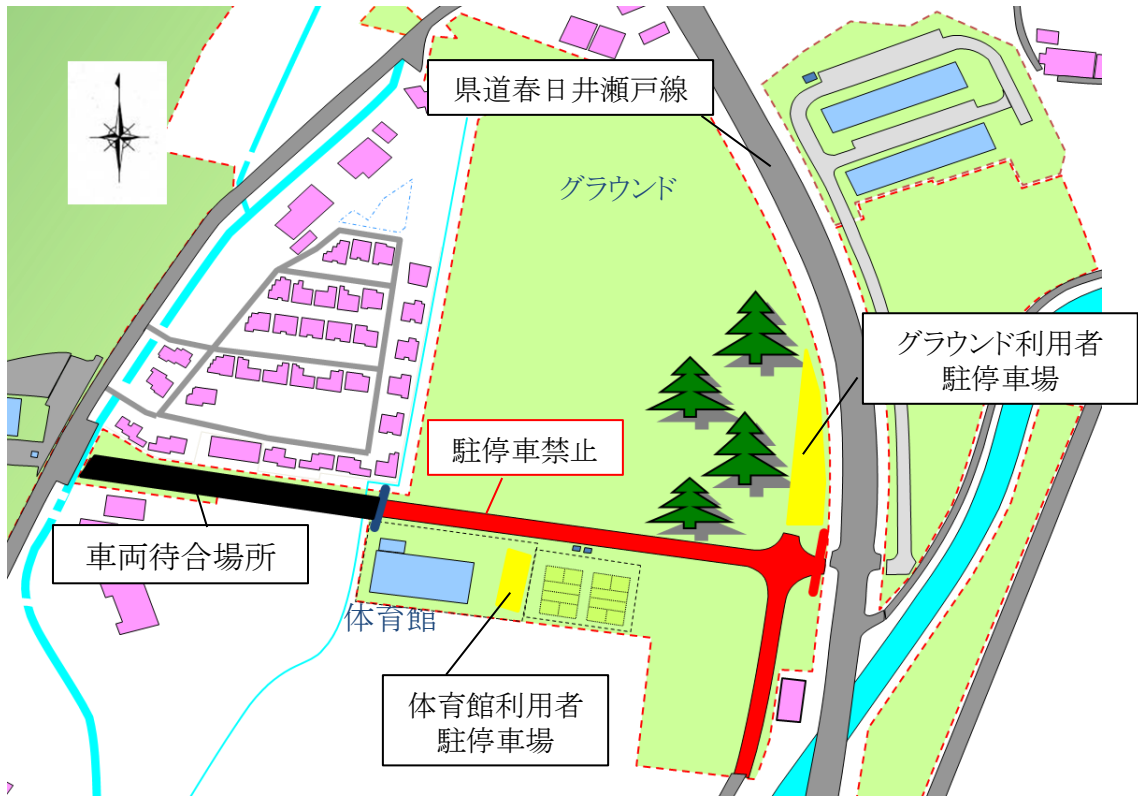 県道春日井瀬戸線
グラウンド
グラウンド利用者
駐停車場
駐停車禁止
車両待合場所
体育館
体育館利用者
駐停車場